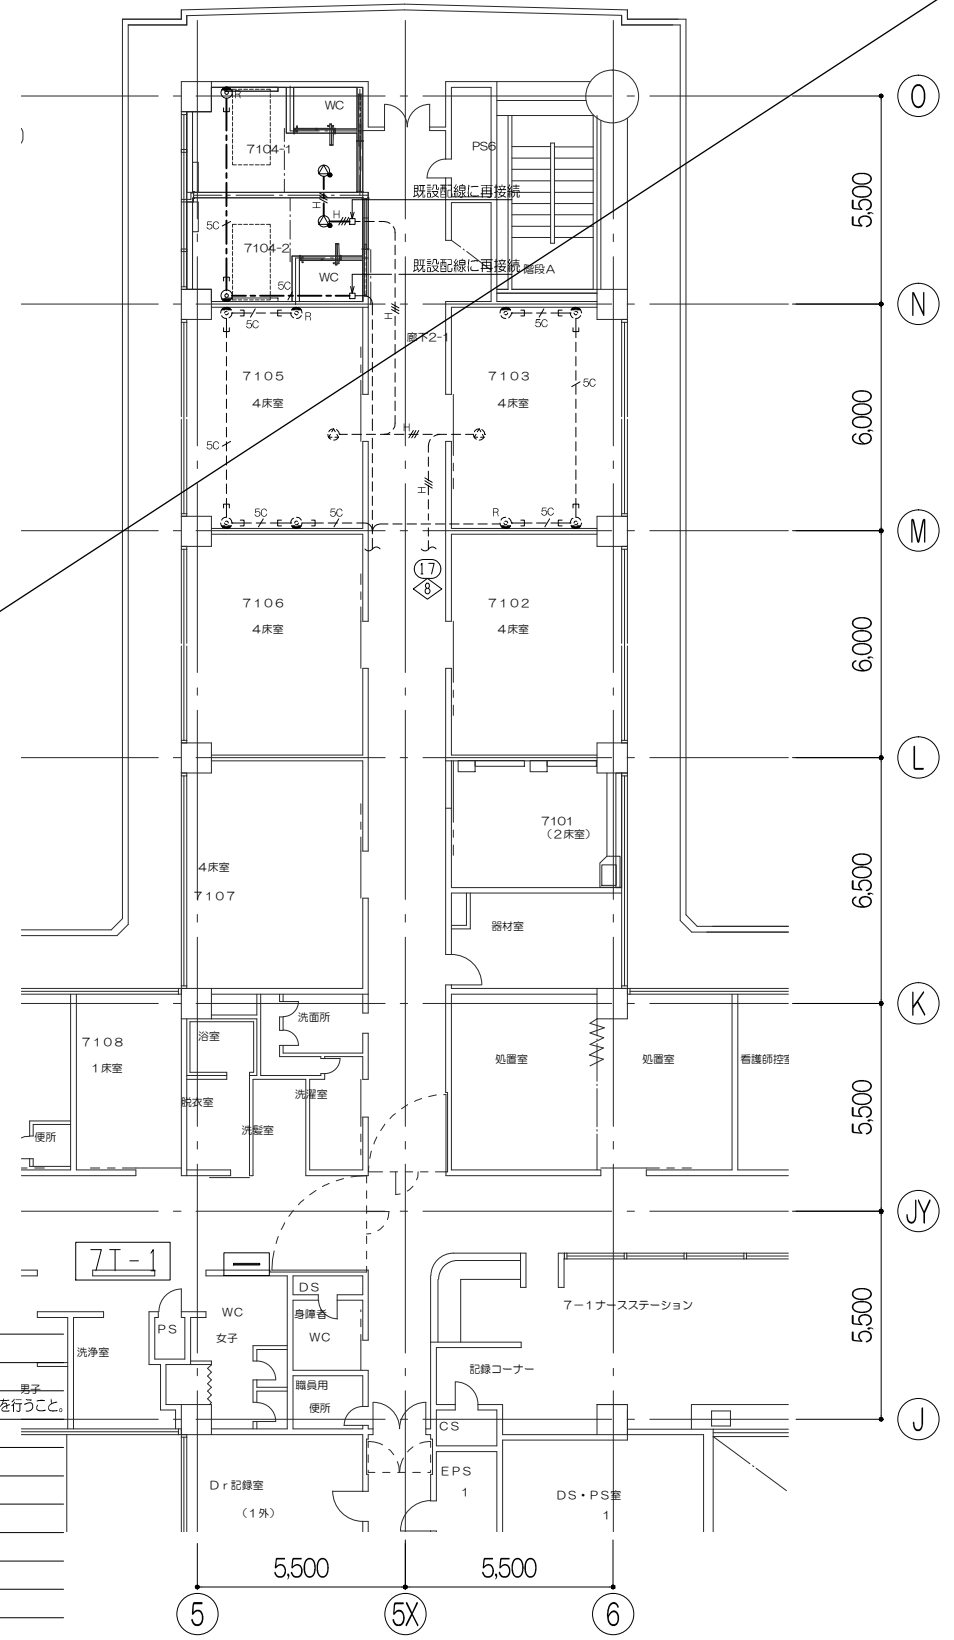 WC
R
7104-1
PS6
O
既設配線に再接続
5,500
H
H
5C
7104-2
既設配線に再接続
階段A
WC
5C
N
5C
R
H
5C
廊下2-1
7105
4床室
7103
4床室
5C
6,000
5C
H
H
5C
5C
R
5C
M
17
8
7106
4床室
7102
4床室
6,000
L
7101
(2床室)
4床室
7107
6,500
器材室
K
洗面所
浴室
7108
1床室
処置室
処置室
看護師控室
洗濯室
脱衣室
洗髪室
便所
5,500
JY
7T-1
DS
7-1ナースステーション
WC
女子
身障者
WC
PS
洗浄室
5,500
記録コーナー
職員用
便所
男子
を行うこと。
CS
J
EPS
1
Dr記録室
(1外)
DS・PS室
1
5,500
5,500
5
5X
6